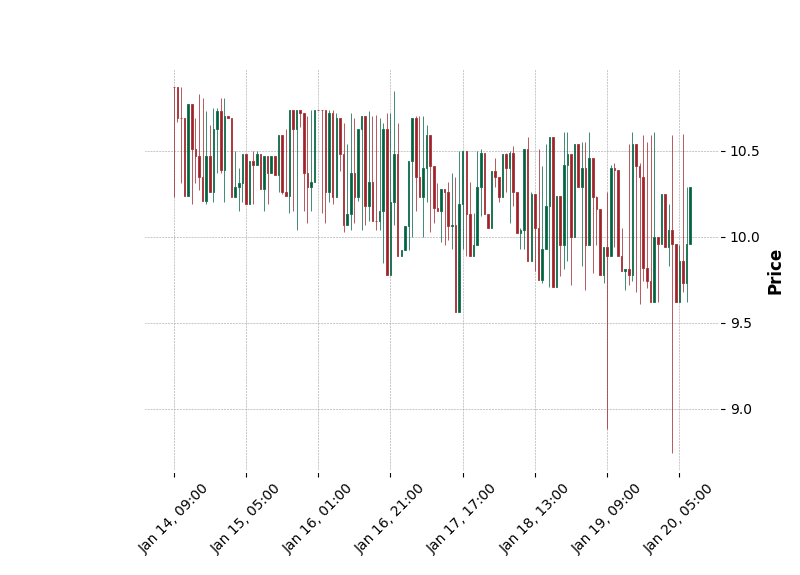 10.5
10.0
9.5
9.0
Price
Jan 14, 09:00
Jan 15, 05:00
Jan 16, 01:00
Jan 16, 21:00
Jan 17, 17:00
Jan 18, 13:00
Jan 19, 09:00
Jan 20, 05:00